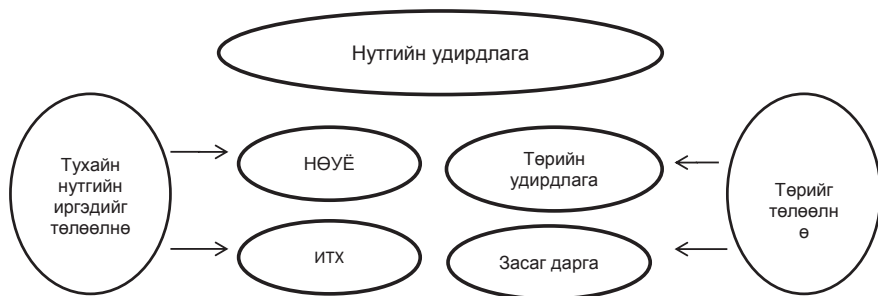 Нутгийн удирдлага
Тухайн
нутгийн
иргэдийг
төлөөлнө
НӨУЁ
ИТХ
Төрийн
удирдлага
Засаг дарга
Төрийг
төлөөлн
ө